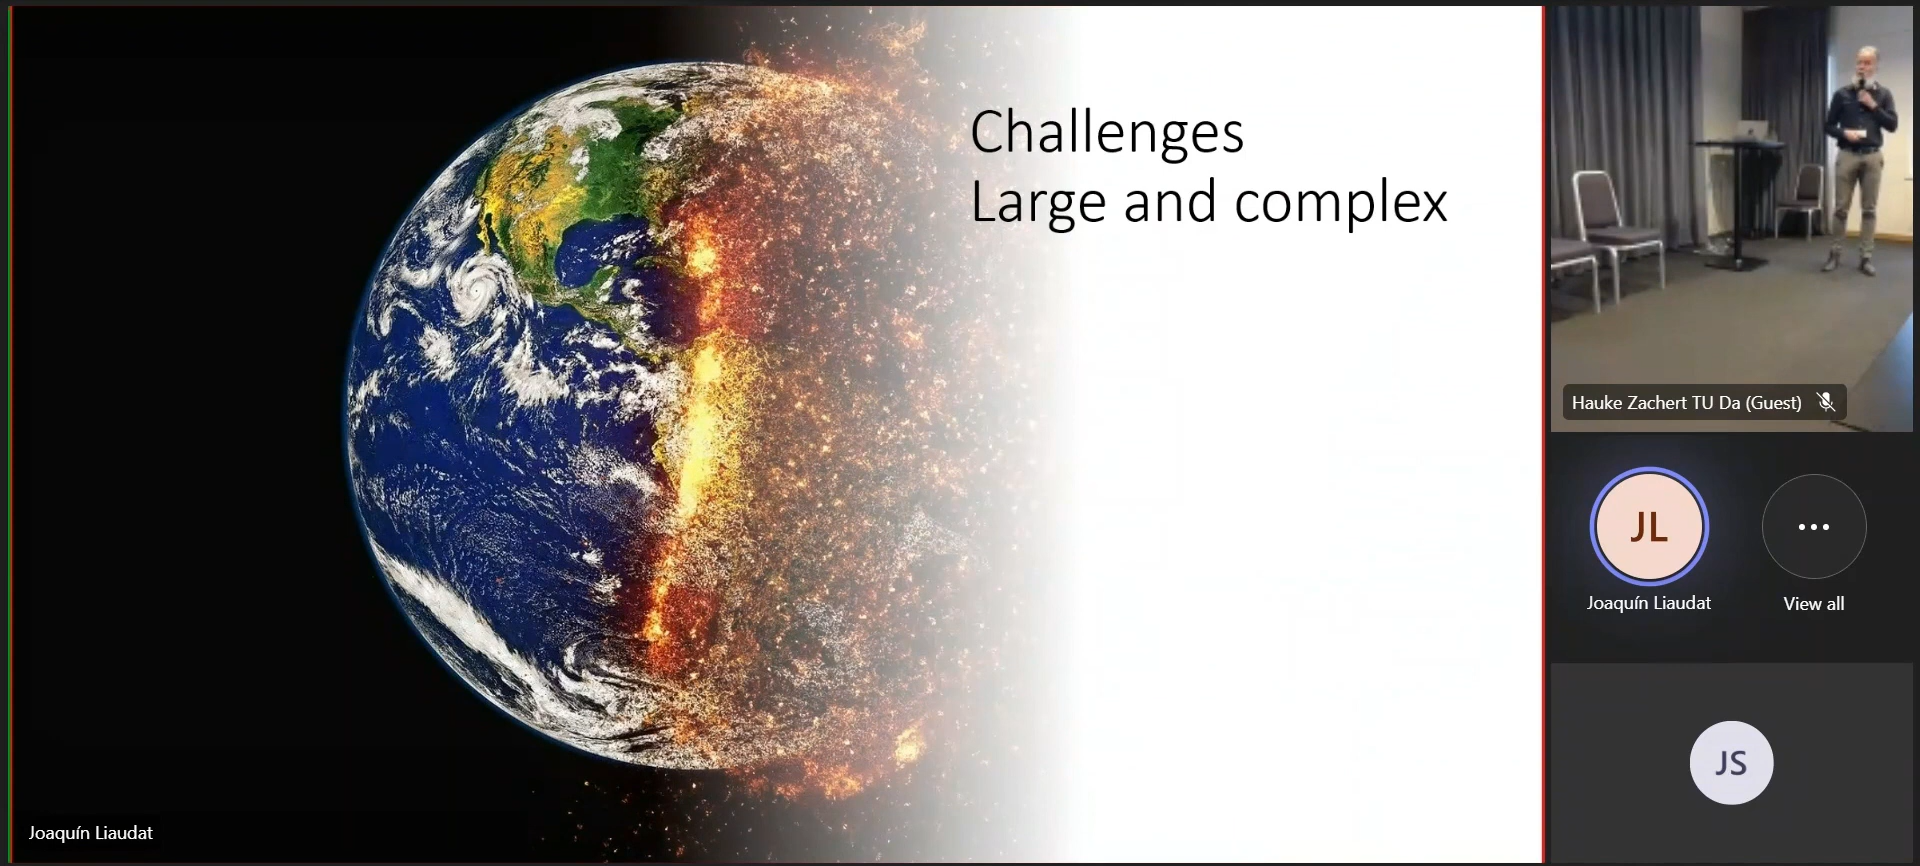 Challenges
Large and complex
Joaquín Liaudat
Hauke Zachert TU Da (Guest)
JL
Joaquín Liaudat
View all
JS